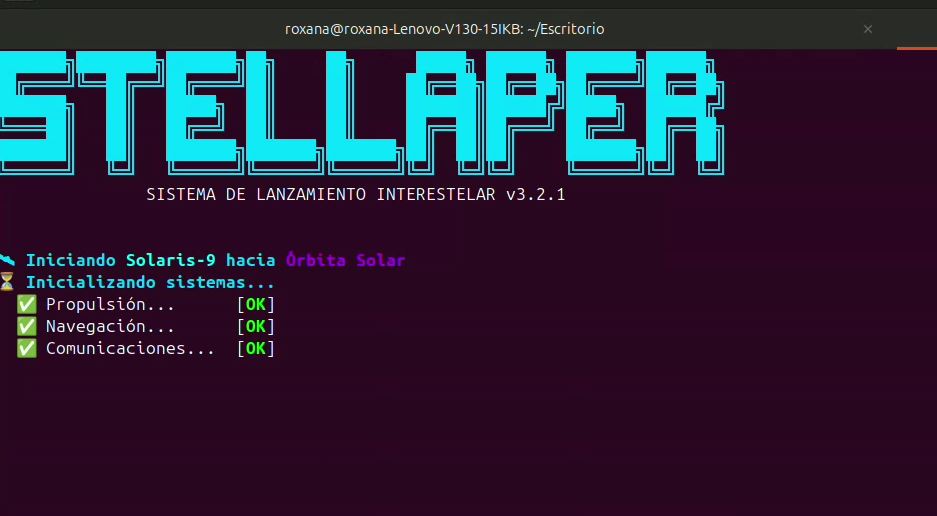 roxana@roxana-Lenovo-V130-15IKB: ~/Escritorio
STELLAPER
SISTEMA DE LANZAMIENTO INTERESTELAR v3.2.1
Iniciando Solaris-9 hacia Órbita Solar
Inicializando sistemas...
Propulsión... [OK]
Navegación... [OK]
Comunicaciones... [OK]